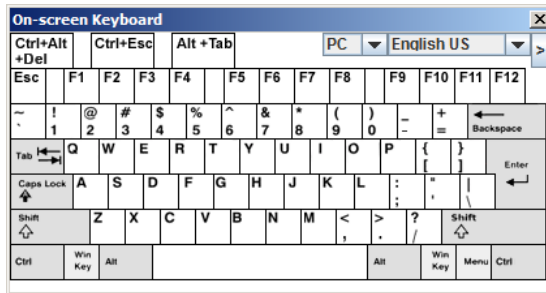 On-screen Keyboard
Ctrl+Alt +Del Ctrl+Esc Alt +Tab PC English US >
Esc F1 F2 F3 F4 F5 F6 F7 F8 F9 F10 F11 F12
~ ! @ # $ % ^ & * ( ) _ +
` 1 2 3 4 5 6 7 8 9 0 - = Backspace
Tab Q W E R T Y U I O P { [ } ] Enter
Caps Lock A S D F G H J K L : ; " ' | \
Shift Z X C V B N M < , > . ? / Shift
Ctrl Win Key Alt Alt Win Key Menu Ctrl